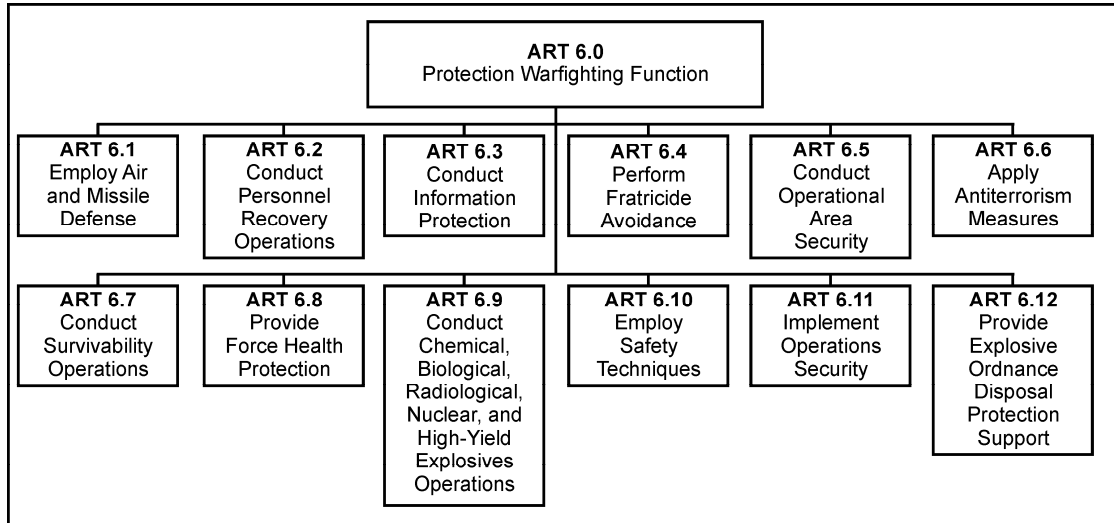 ART 6.0
Protection Warfighting Function
ART 6.1
Employ Air
and Missile
Defense
ART 6.2
Conduct
Personnel
Recovery
Operations
ART 6.3
Conduct
Information
Protection
ART 6.4
Perform
Fratricide
Avoidance
ART 6.5
Conduct
Operational
Area
Security
ART 6.6
Apply
Antiterrorism
Measures
ART 6.7
Conduct
Survivability
Operations
ART 6.8
Provide
Force Health
Protection
ART 6.9
Conduct
Chemical,
Biological,
Radiological,
Nuclear, and
High-Yield
Explosives
Operations
ART 6.10
Employ
Safety
Techniques
ART 6.11
Implement
Operations
Security
ART 6.12
Provide
Explosive
Ordnance
Disposal
Protection
Support